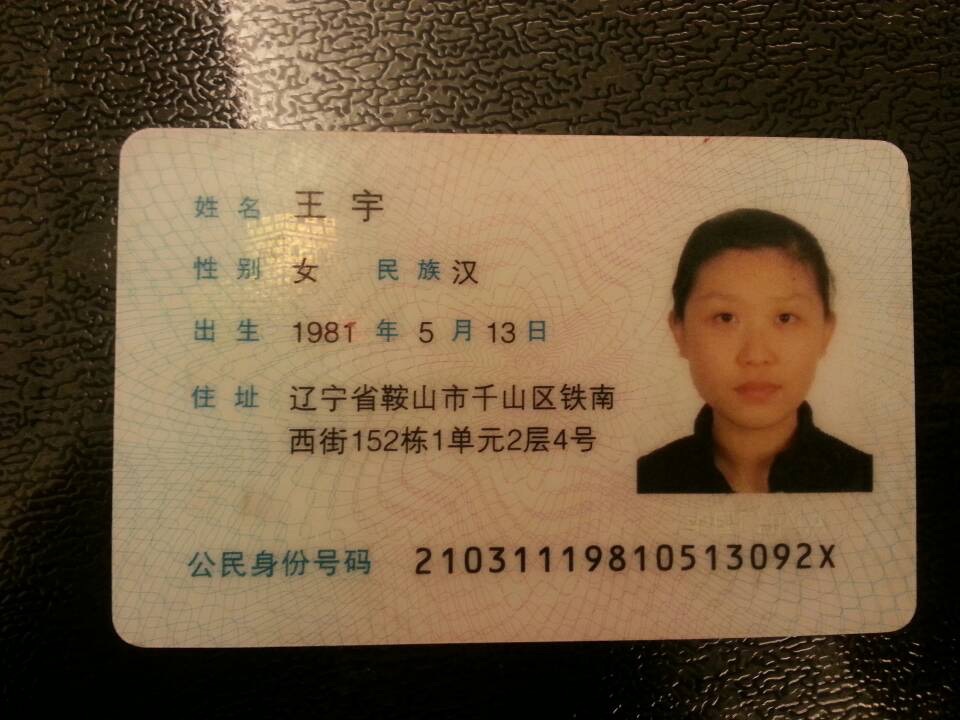 姓名 王宇
性别 女 民族 汉
出生 1981 年 5 月 13 日
住址 辽宁省鞍山市千山区铁南
西街152栋1单元2层4号
公民身份号码 21031119810513092X